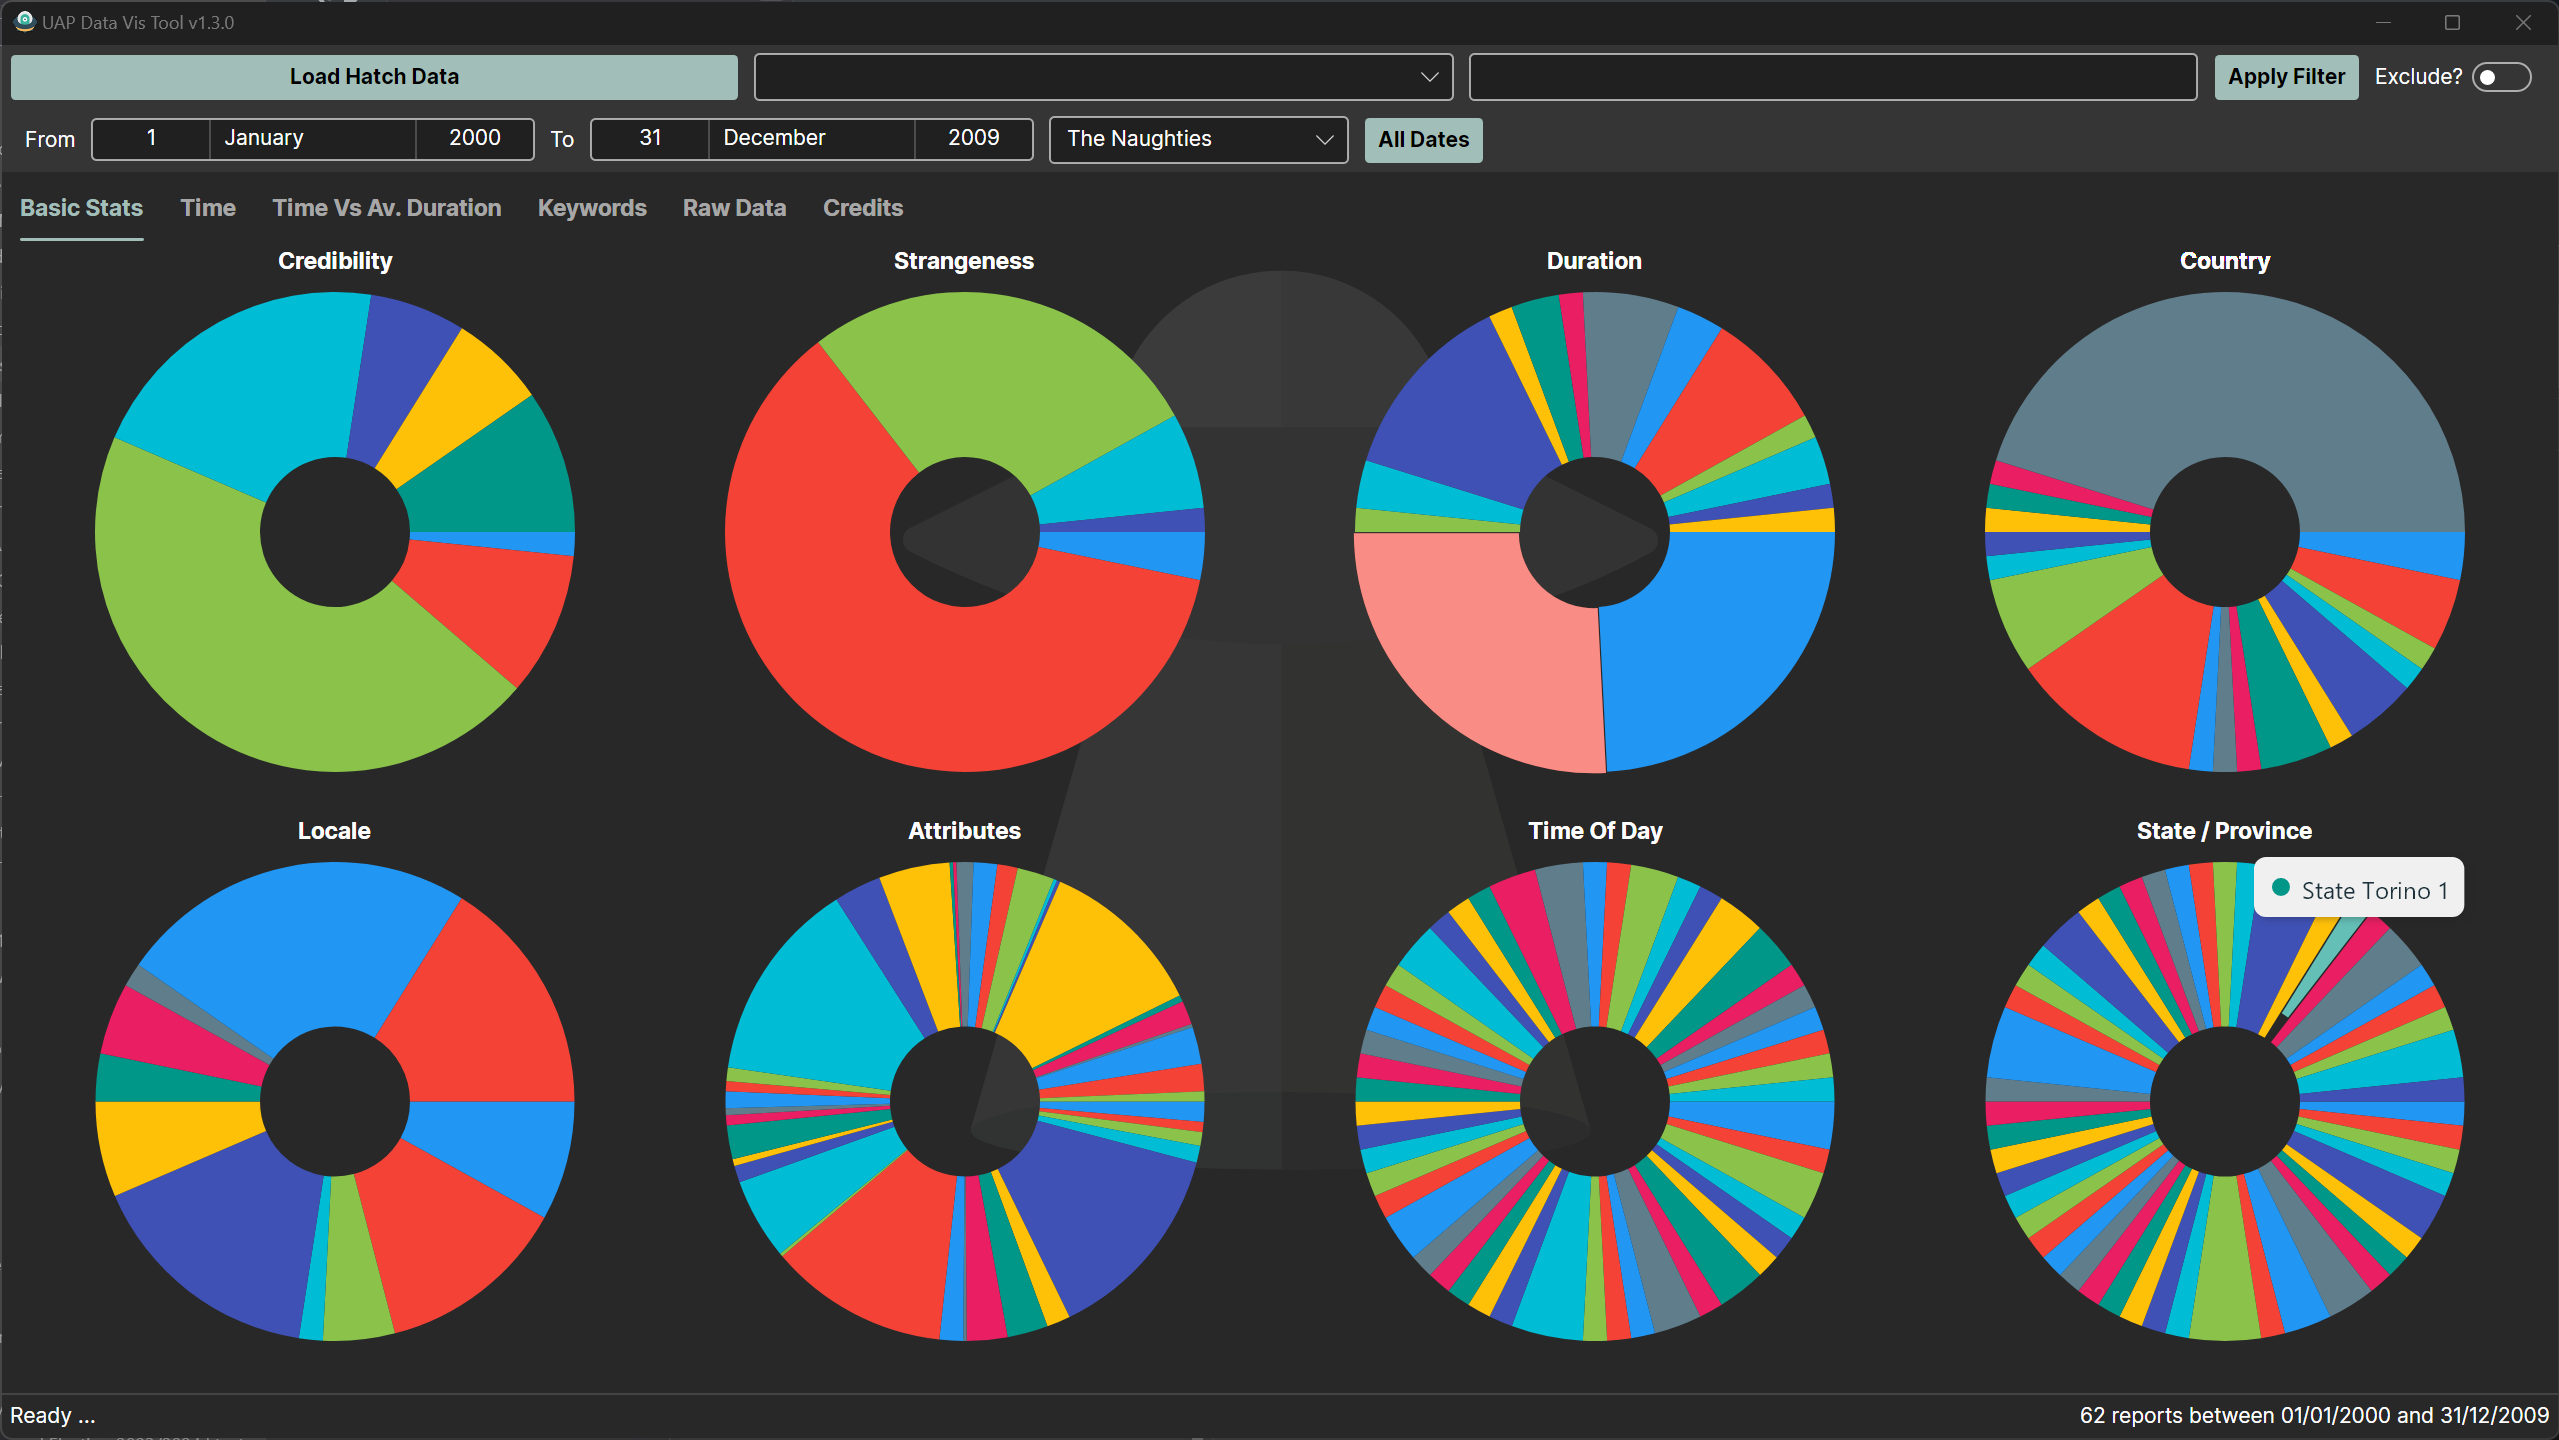 UAP Data Vis Tool v1.3.0
Load Hatch Data
Apply Filter
Exclude?
From 1 January 2000 To 31 December 2009 The Naughties All Dates
Basic Stats Time Time Vs Av. Duration Keywords Raw Data Credits
Credibility Strangeness Duration Country
Locale Attributes Time Of Day State / Province
State Torino 1
Ready ...
62 reports between 01/01/2000 and 31/12/2009